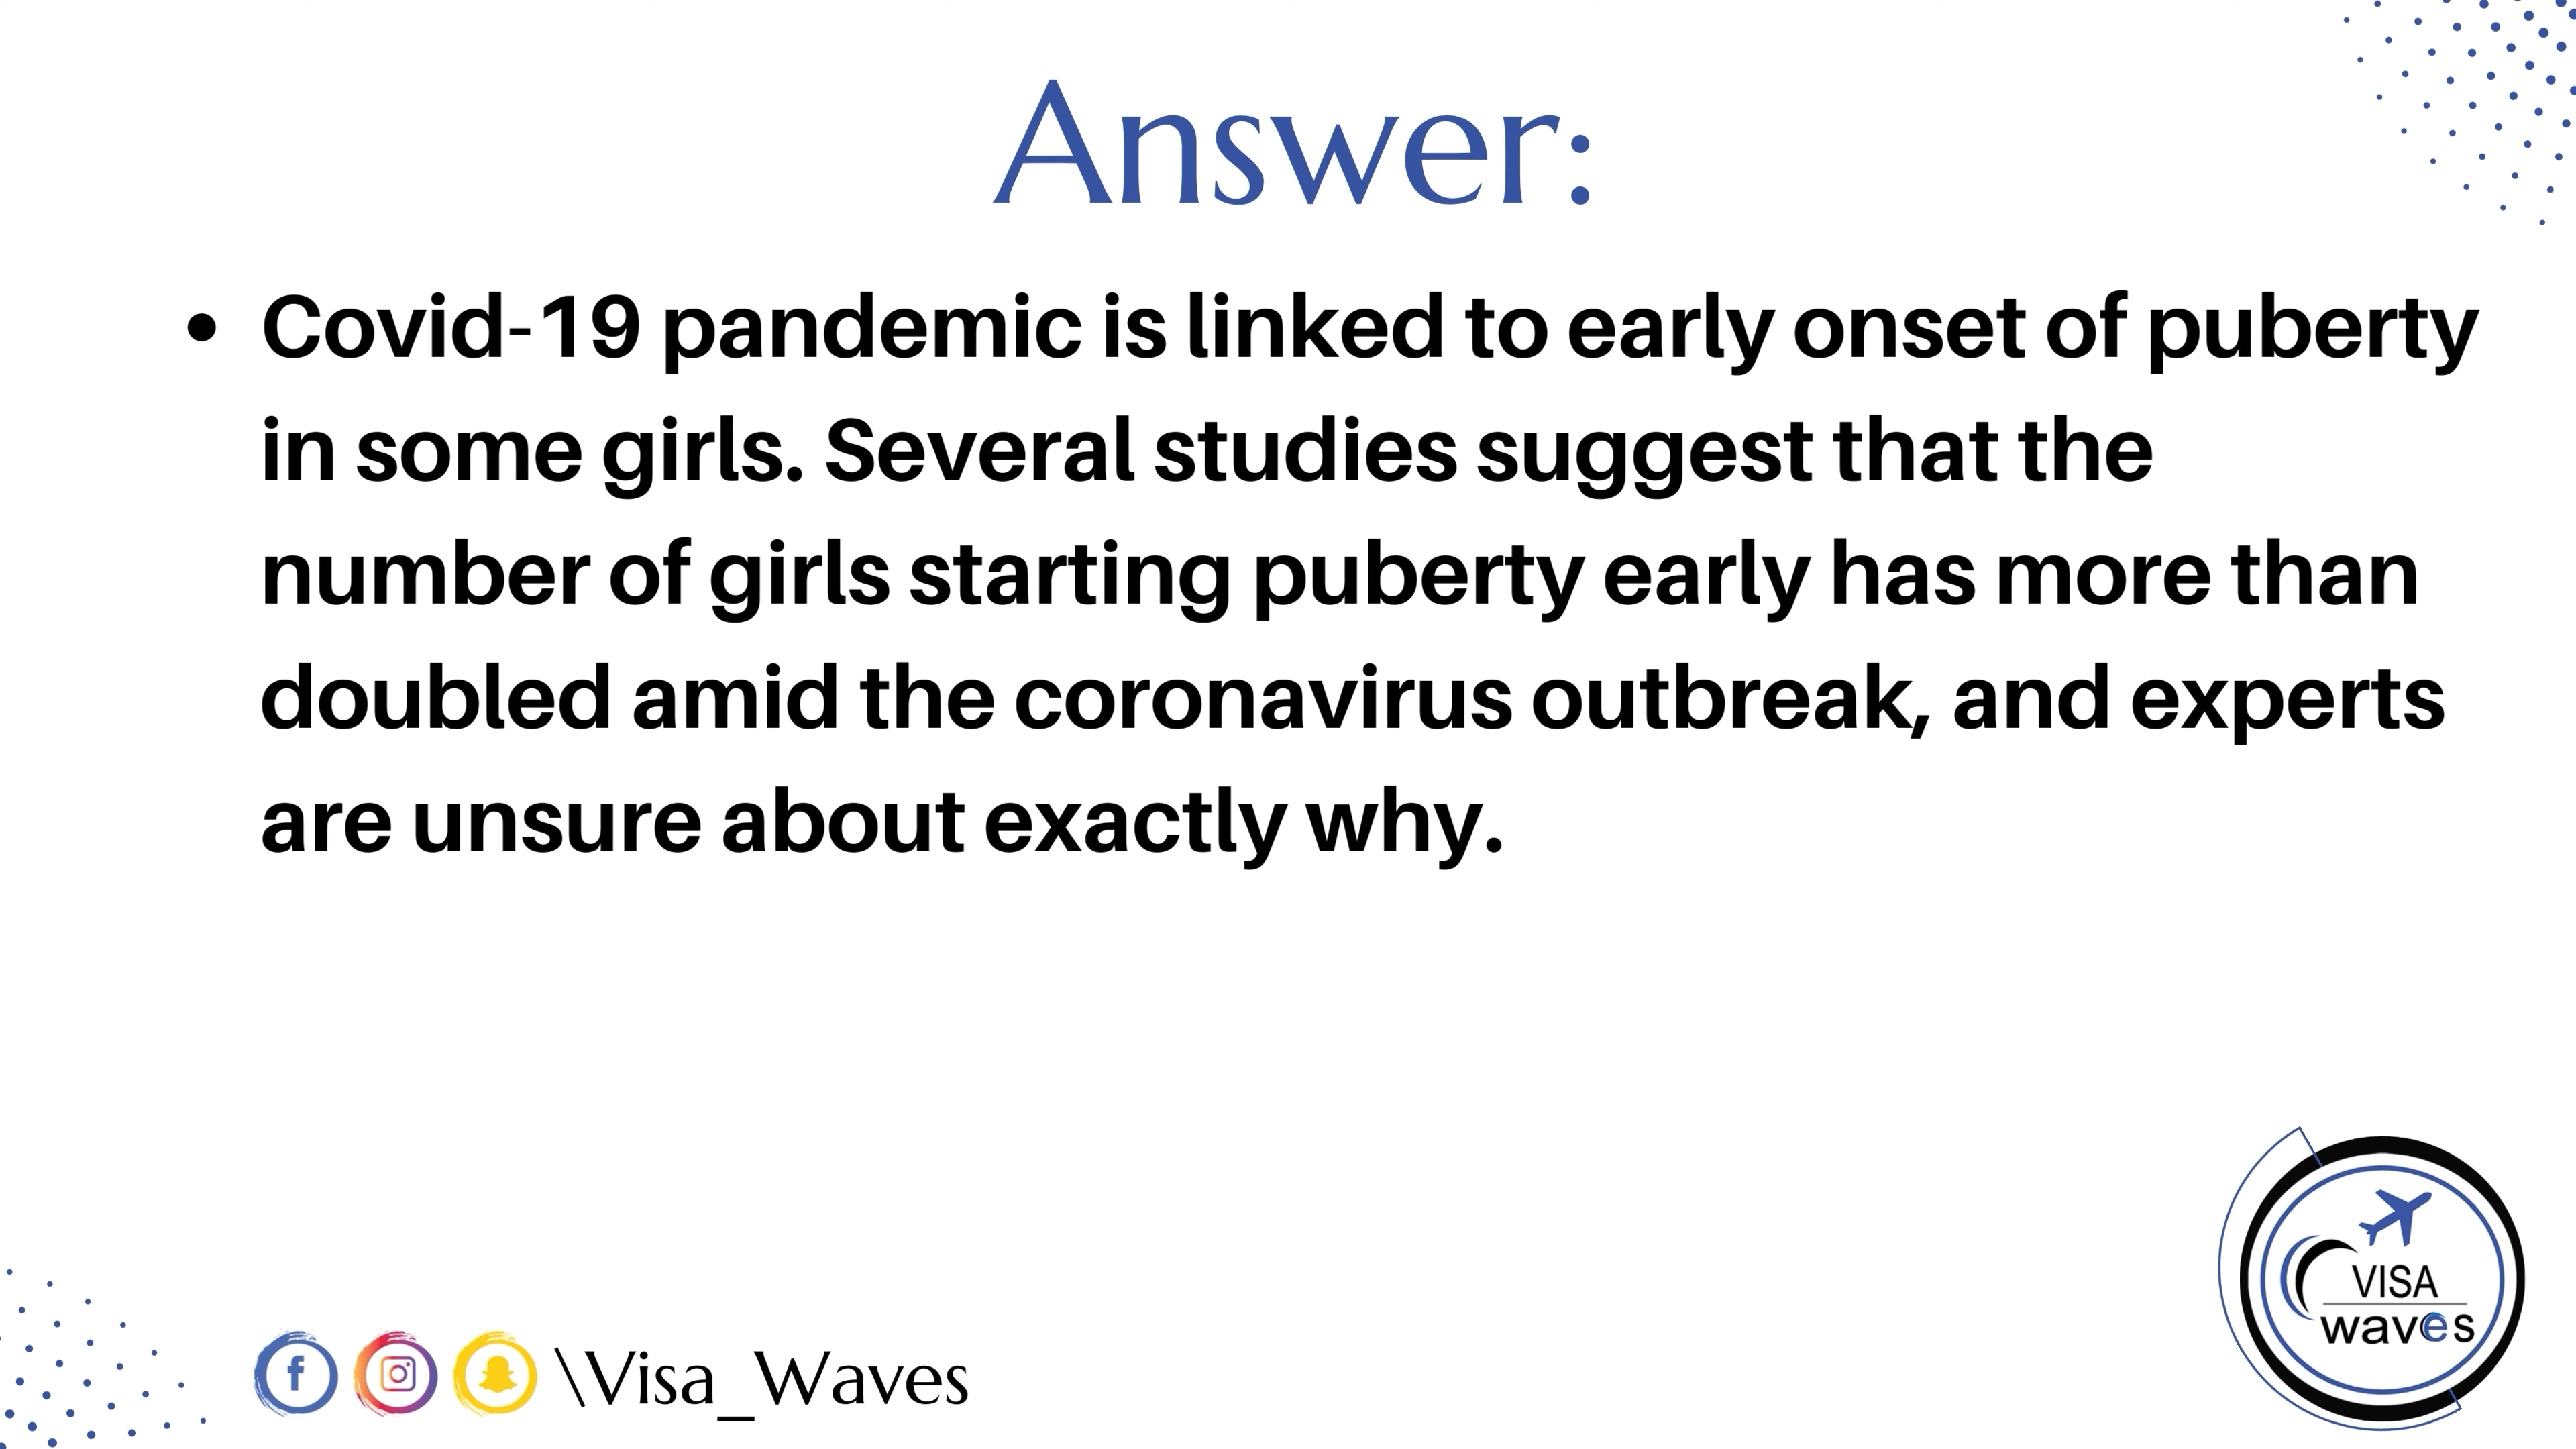 Answer:
• Covid-19 pandemic is linked to early onset of puberty
in some girls. Several studies suggest that the
number of girls starting puberty early has more than
doubled amid the coronavirus outbreak, and experts
are unsure about exactly why.
VISA
waves
\Visa_Waves